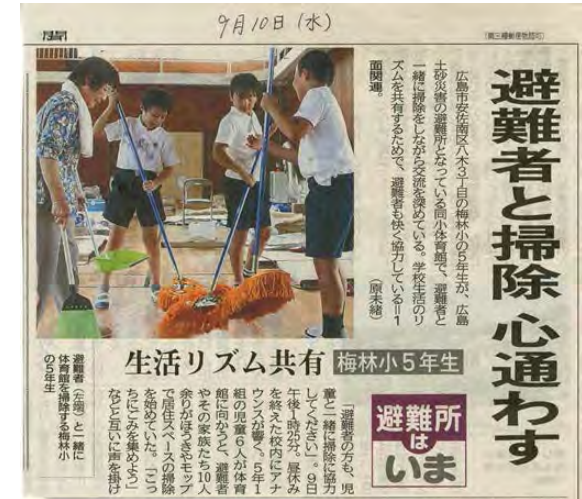 9月10日(水)
聞
(第三種郵便物認可)
避難者と掃除 心通わす
広島市安佐南区八木3丁目の梅林小の5年生が、広島
土砂災害の避難所となっている同小体育館で、避難者と
一緒に掃除をしながら交流を深めている。学校生活のリ
ズムを共有するためで、避難者も快く協力している=1
面関連。
(原未緒)
生活リズム共有 梅林小5年生
避難所
は
いま
「避難者の方も、児
童と一緒に掃除に協力
してください」。9日
午後1時25分。昼休み
を終えた校内にアナ
ウンスが響く。5年1
組の児童6人が体育
館に向かうと、避難者
やその家族たち10人
余りがほうきやモップ
で居住スペースの掃除
を始めていた。「こっ
ちにごみを集めよう」
などと互いに声を掛け
避難者(左端)と一緒に
体育館を掃除する梅林小
の5年生